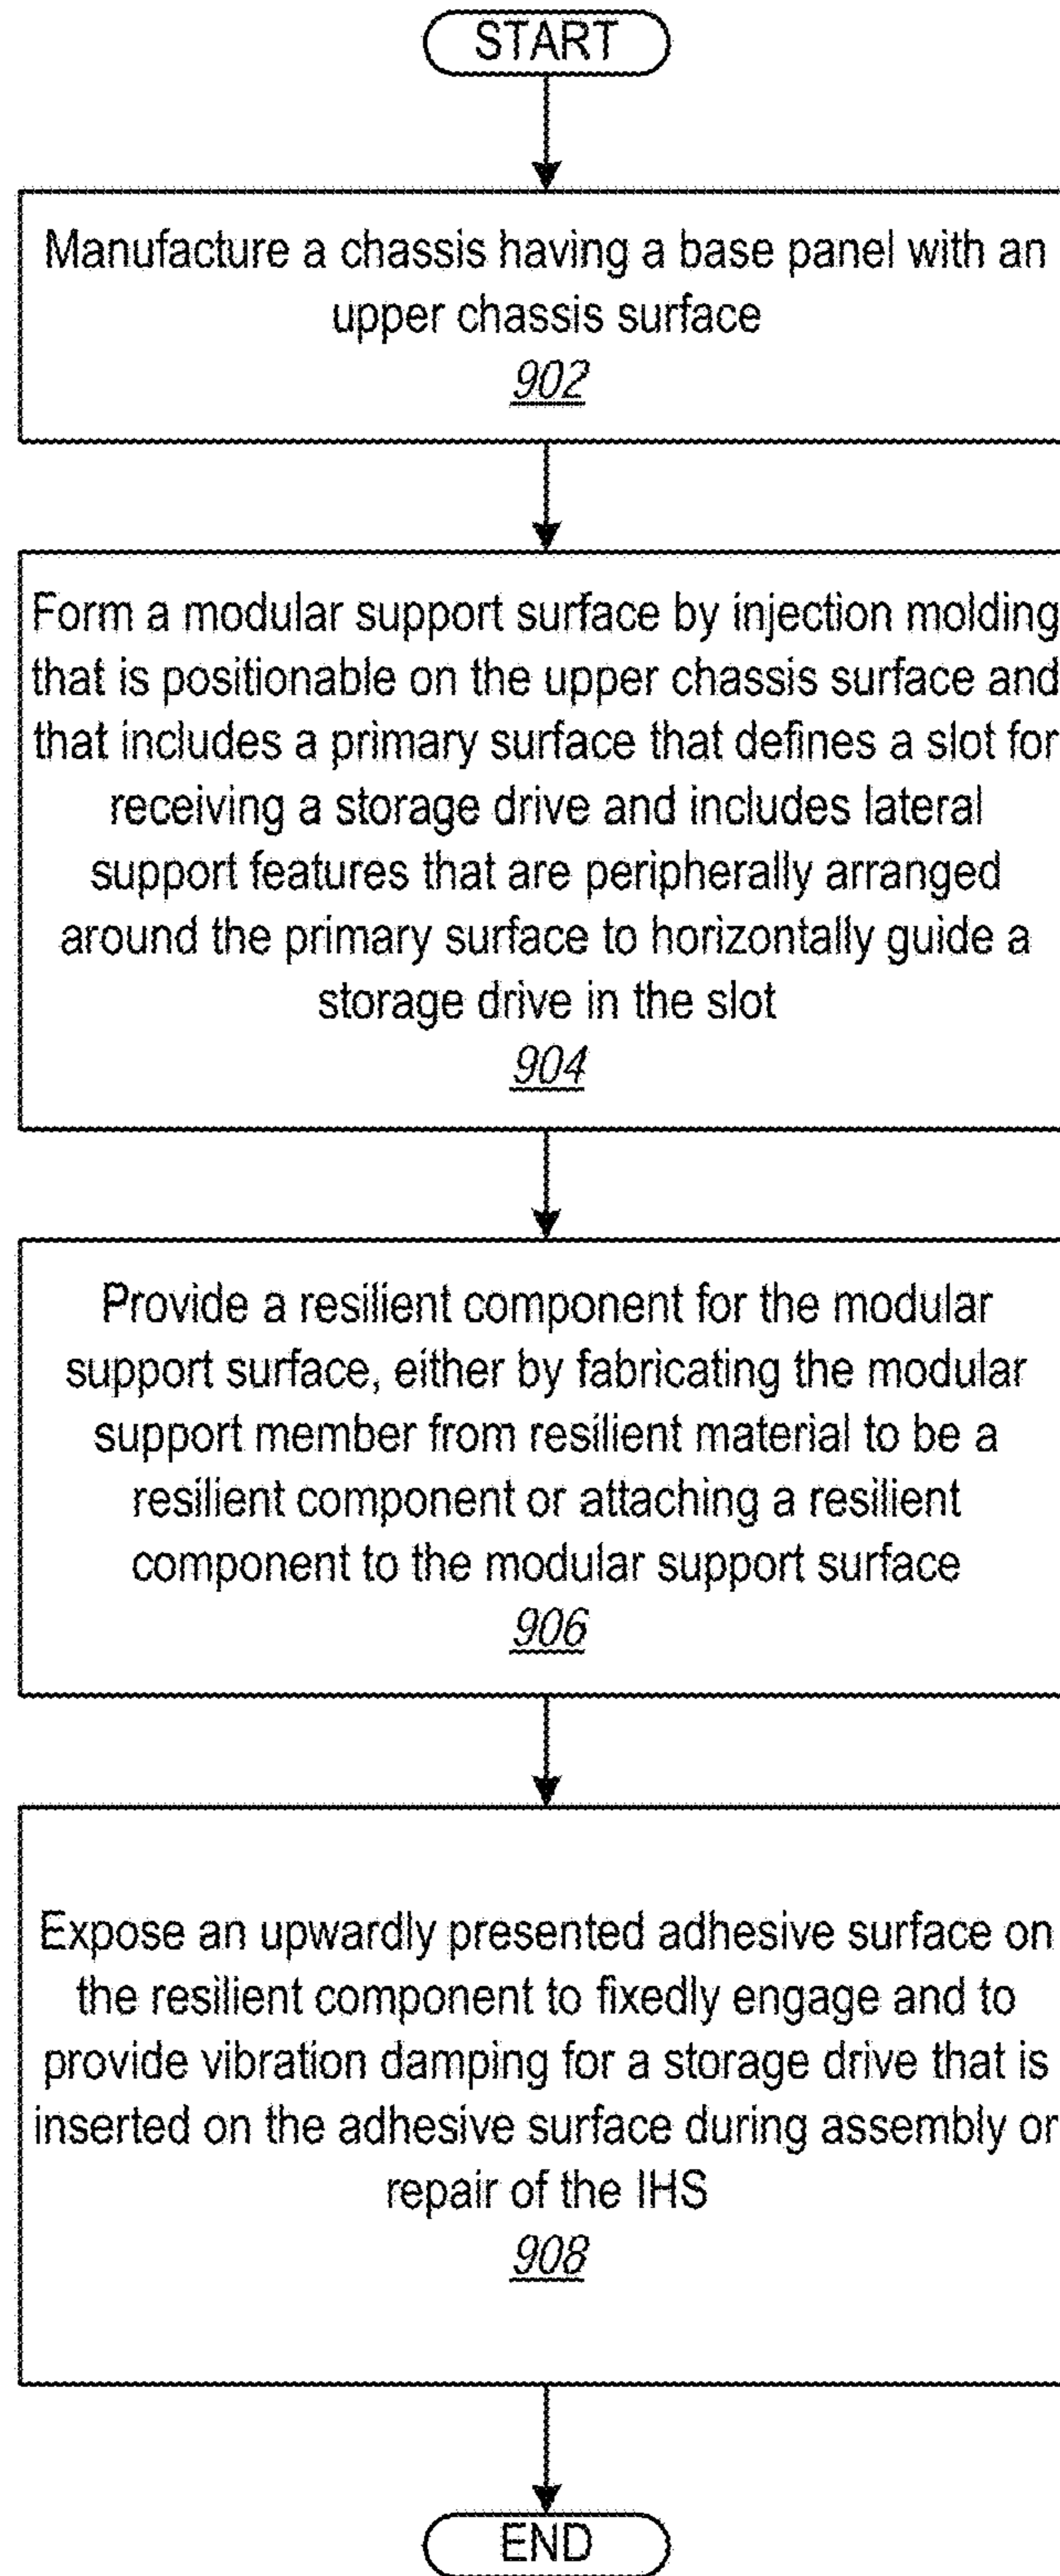 START
Manufacture a chassis having a base panel with an
upper chassis surface
902
Form a modular support surface by injection molding
that is positionable on the upper chassis surface and
that includes a primary surface that defines a slot for
receiving a storage drive and includes lateral
support features that are peripherally arranged
around the primary surface to horizontally guide a
storage drive in the slot
904
Provide a resilient component for the modular
support surface, either by fabricating the modular
support member from resilient material to be a
resilient component or attaching a resilient
component to the modular support surface
906
Expose an upwardly presented adhesive surface on
the resilient component to fixedly engage and to
provide vibration damping for a storage drive that is
inserted on the adhesive surface during assembly or
repair of the IHS
908
END